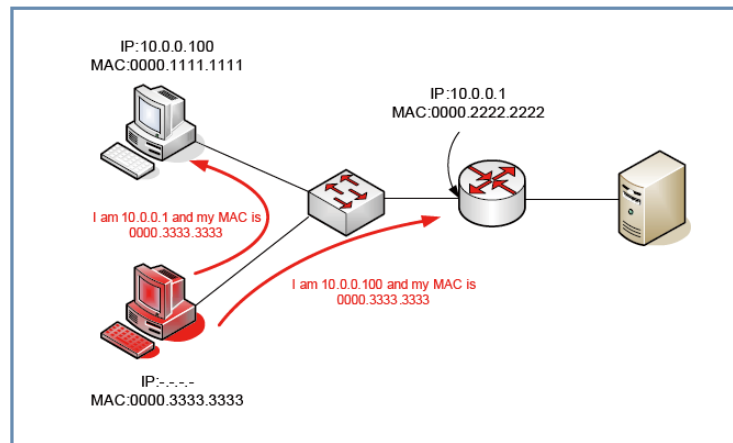 IP:10.0.0.100
MAC:0000.1111.1111
IP:10.0.0.1
MAC:0000.2222.2222
I am 10.0.0.1 and my MAC is
0000.3333.3333
I am 10.0.0.100 and my MAC is
0000.3333.3333
IP:-.-.-.-
MAC:0000.3333.3333